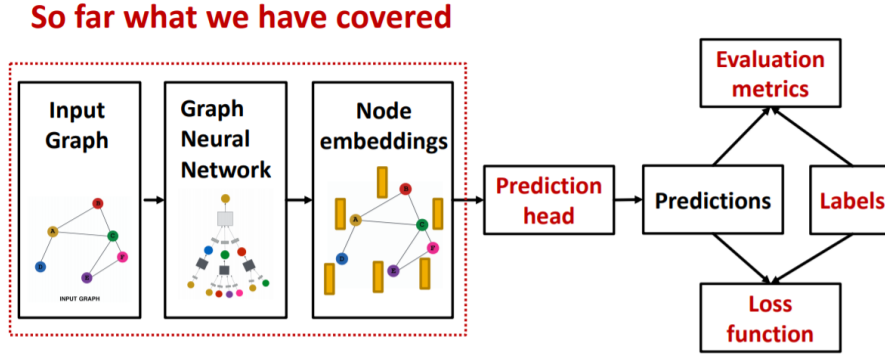 So far what we have covered
Input
Graph
B
A
C
F
D
E
INPUT GRAPH
Graph
Neural
Network
Node
embeddings
B
A
C
F
D
E
Prediction
head
Predictions
Evaluation
metrics
Labels
Loss
function